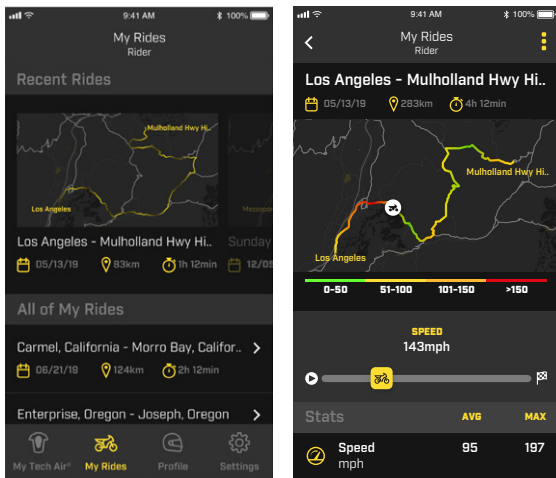 9:41 AM
100%
My Rides
Rider
Recent Rides
Mulholland Hwy Hi..
Los Angeles
Los Angeles - Mulholland Hwy Hi..
Sunday
05/13/19
83km
1h 12min
All of My Rides
Carmel, California - Morro Bay, Califor..
06/21/19
124km
2h 12min
Enterprise, Oregon - Joseph, Oregon
My Tech Air®
My Rides
Profile
Settings
9:41 AM
100%
My Rides
Rider
Los Angeles - Mulholland Hwy Hi..
05/13/19
283km
4h 12min
Mulholland Hwy Hi..
Los Angeles
0-50
51-100
101-150
>150
SPEED
143mph
Stats
AVG
MAX
Speed
95
197
mph